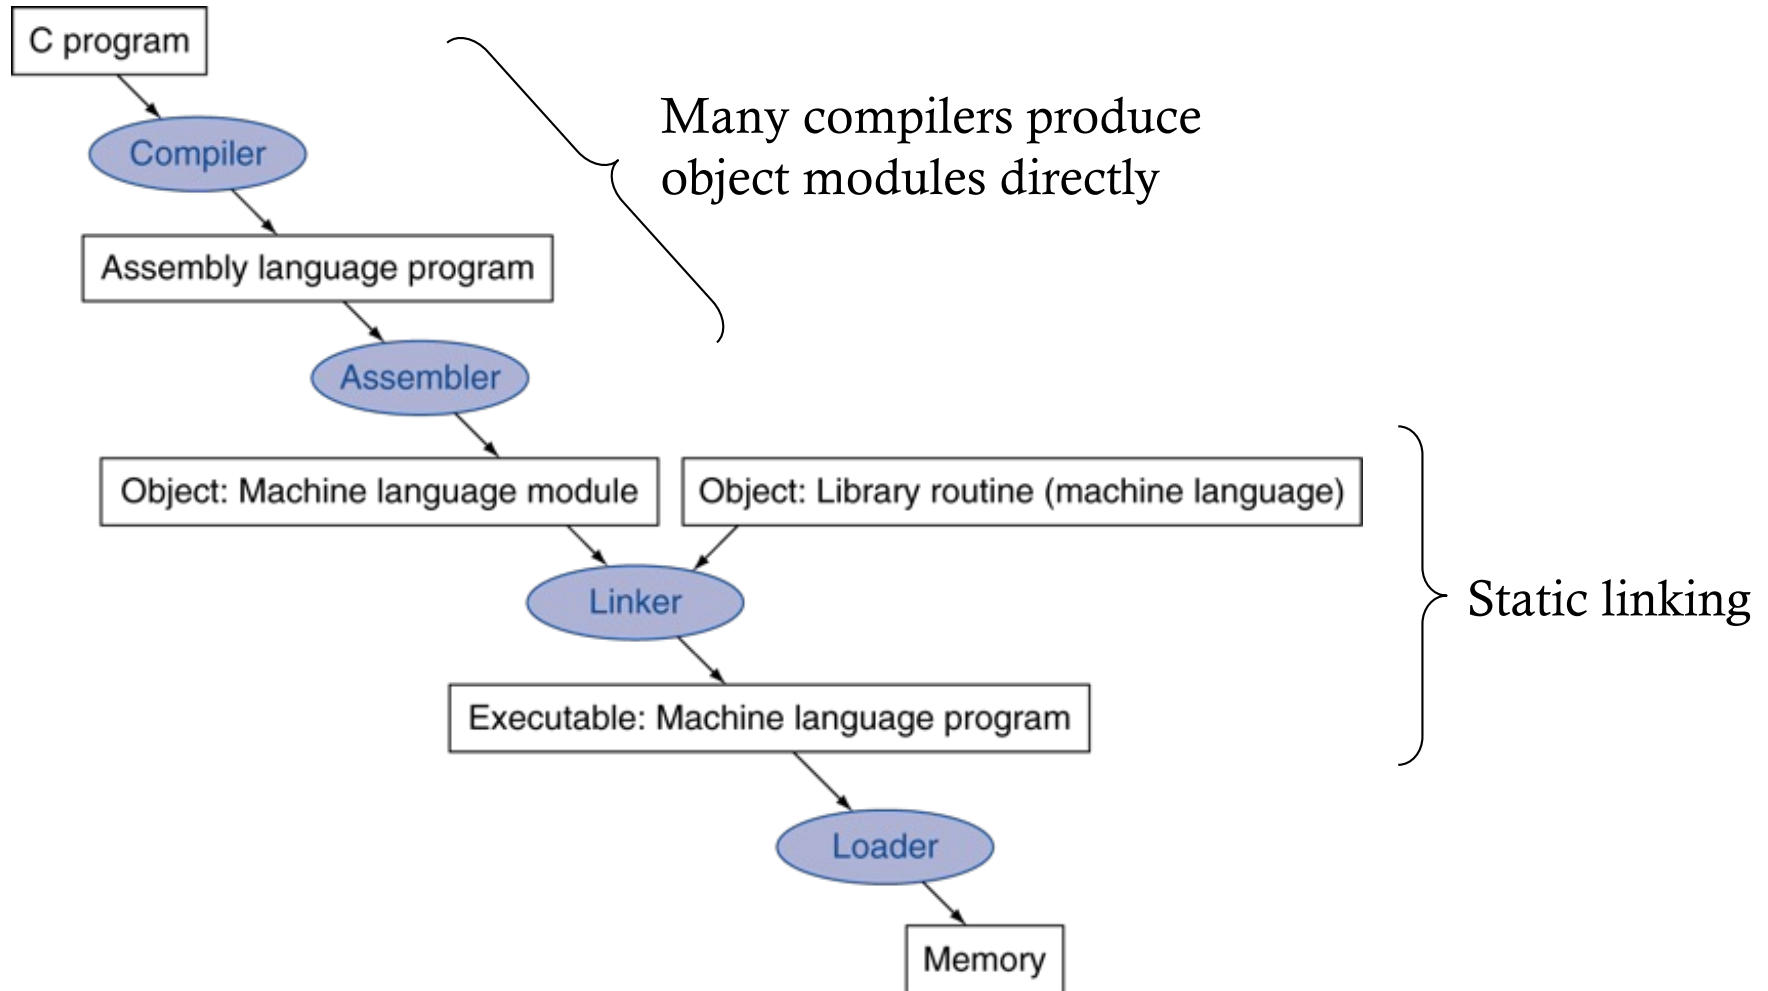 C program
Many compilers produce
object modules directly
Compiler
Assembly language program
Assembler
Object: Machine language module
Object: Library routine (machine language)
Linker
Static linking
Executable: Machine language program
Loader
Memory